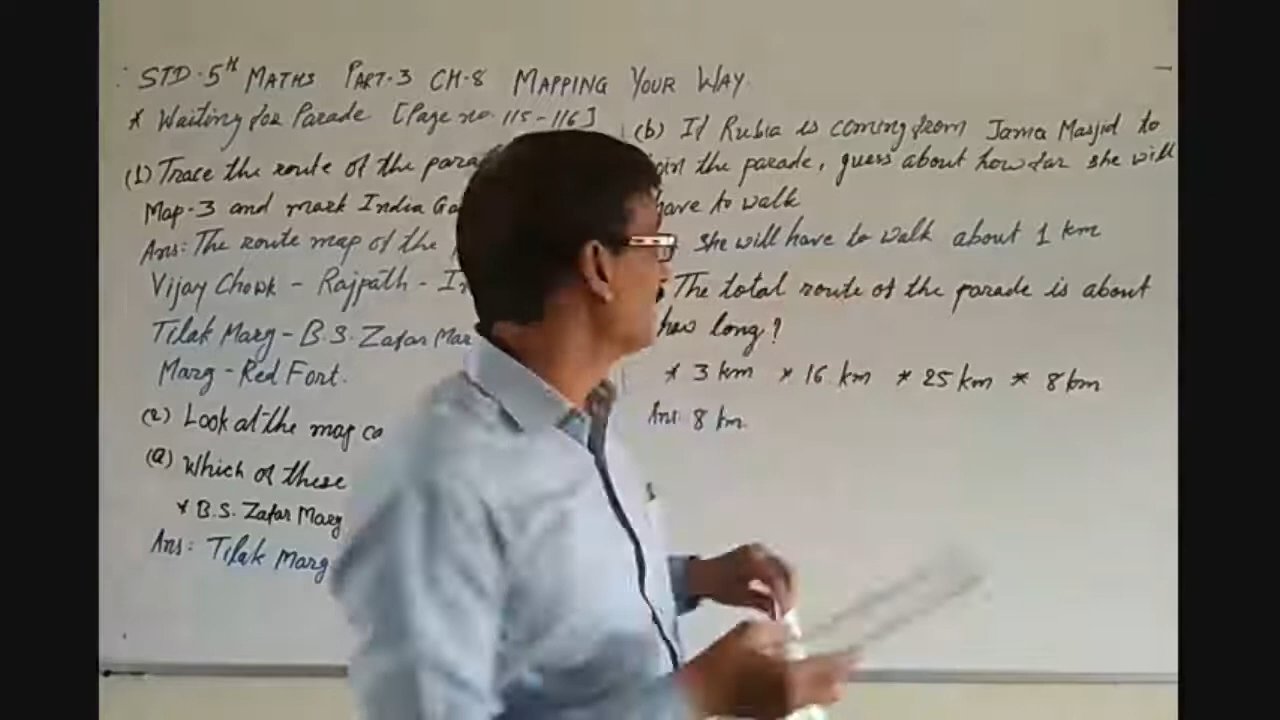 STD-5th MATHS PART-3 CH-8 MAPPING YOUR WAY.
* Waiting for Parade [Page no. 115-116]
(1) Trace the route of the para
Map-3 and mark India Ga
Ans: The route map of the
Vijay Chowk - Rajpath - I
Tilak Marg - B.S. Zafar Mar
Marg - Red Fort.
(2) Look at the map ca
(a) Which of these
* B.S. Zafar Marg
Ans: Tilak Marg
(b) If Rubia is coming from Jama Masjid to
the parade, guess about how far she will
have to walk
she will have to walk about 1 km
The total route of the parade is about
how long?
* 3 km * 16 km * 25 km * 8 km
Ans: 8 km